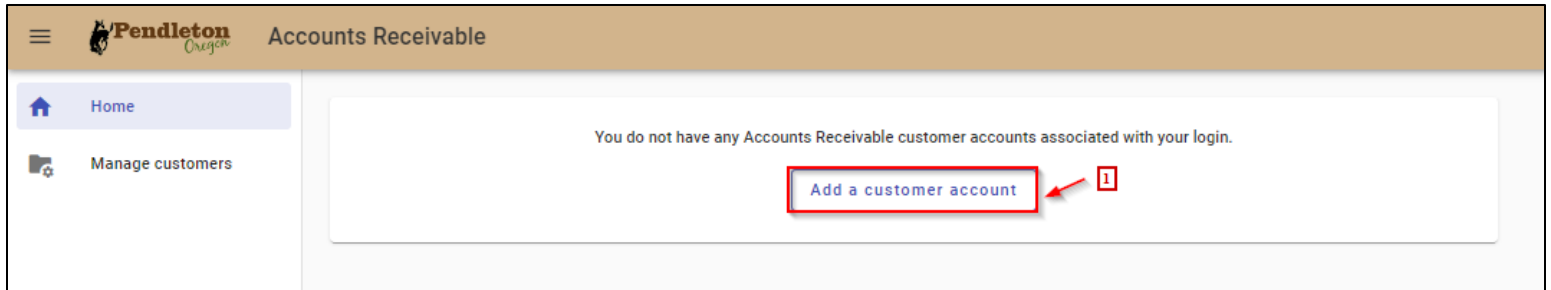 Pendleton
Oregon
Accounts Receivable
Home
Manage customers
You do not have any Accounts Receivable customer accounts associated with your login.
Add a customer account
1